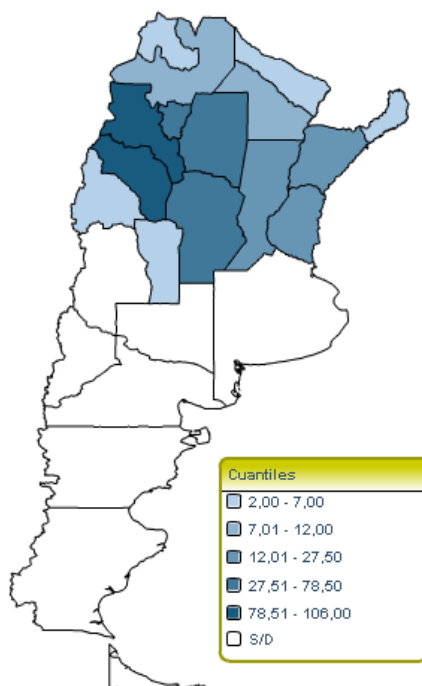 Cuantiles
2,00 - 7,00
7,01 - 12,00
12,01 - 27,50
27,51 - 78,50
78,51 - 106,00
S/D